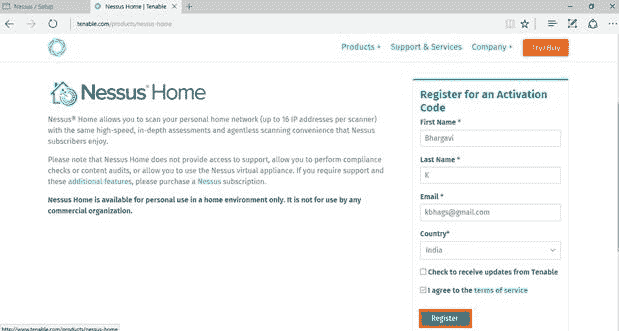 Nessus / Setup
Nessus Home | Tenable
tenable.com/products/nessus-home
Products +
Support & Services
Company +
Try / Buy
Nessus® Home
Nessus® Home allows you to scan your personal home network (up to 16 IP addresses per scanner)
with the same high-speed, in-depth assessments and agentless scanning convenience that Nessus
subscribers enjoy.
Please note that Nessus Home does not provide access to support, allow you to perform compliance
checks or content audits, or allow you to use the Nessus virtual appliance. If you require support and
these additional features, please purchase a Nessus subscription.
Nessus Home is available for personal use in a home environment only. It is not for use by any
commercial organization.
Register for an Activation
Code
First Name *
Bhargavi
Last Name *
K
Email *
kbhags@gmail.com
Country*
India
Check to receive updates from Tenable
I agree to the terms of service
Register
http://www.tenable.com/products/nessus-home